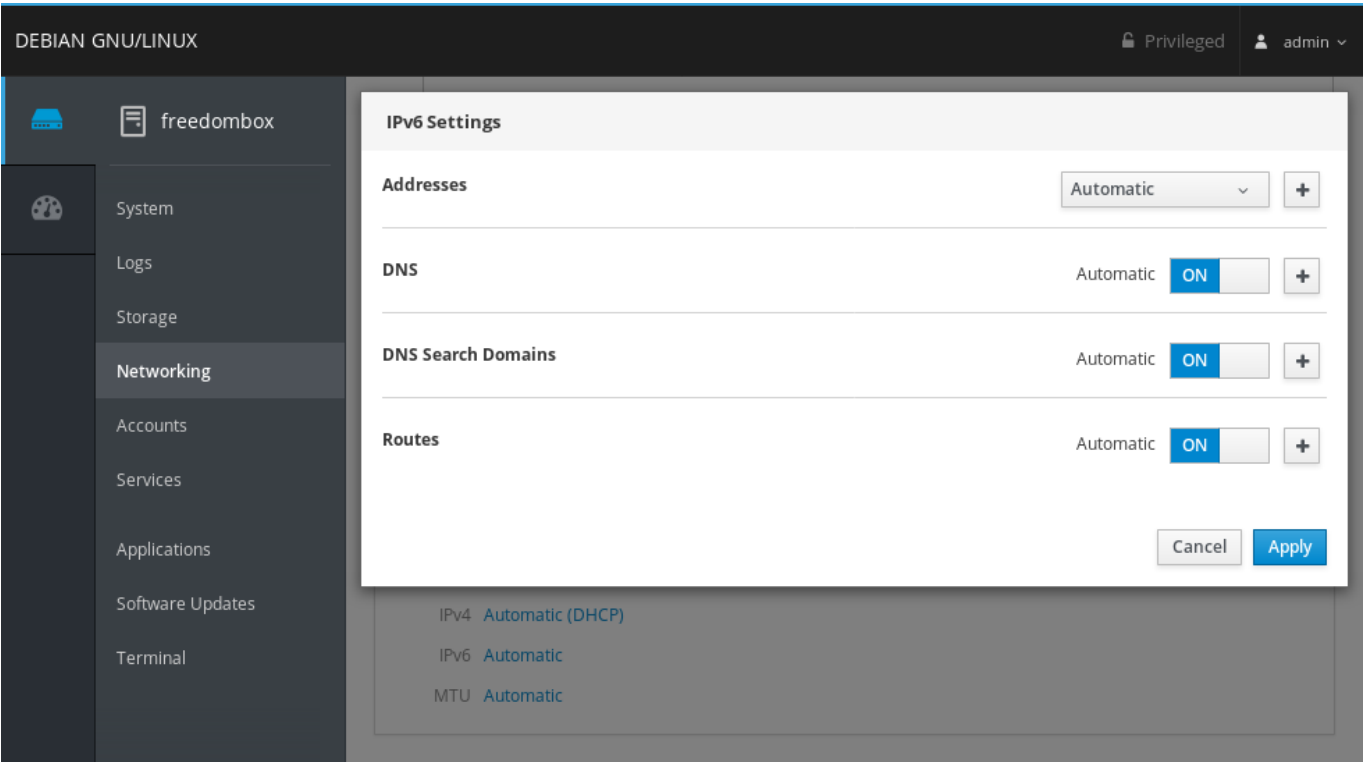 DEBIAN GNU/LINUX
Privileged
admin
freedombox
System
Logs
Storage
Networking
Accounts
Services
Applications
Software Updates
Terminal
IPv6 Settings
Addresses
Automatic
DNS
Automatic ON
DNS Search Domains
Automatic ON
Routes
Automatic ON
Cancel
Apply
IPv4 Automatic (DHCP)
IPv6 Automatic
MTU Automatic